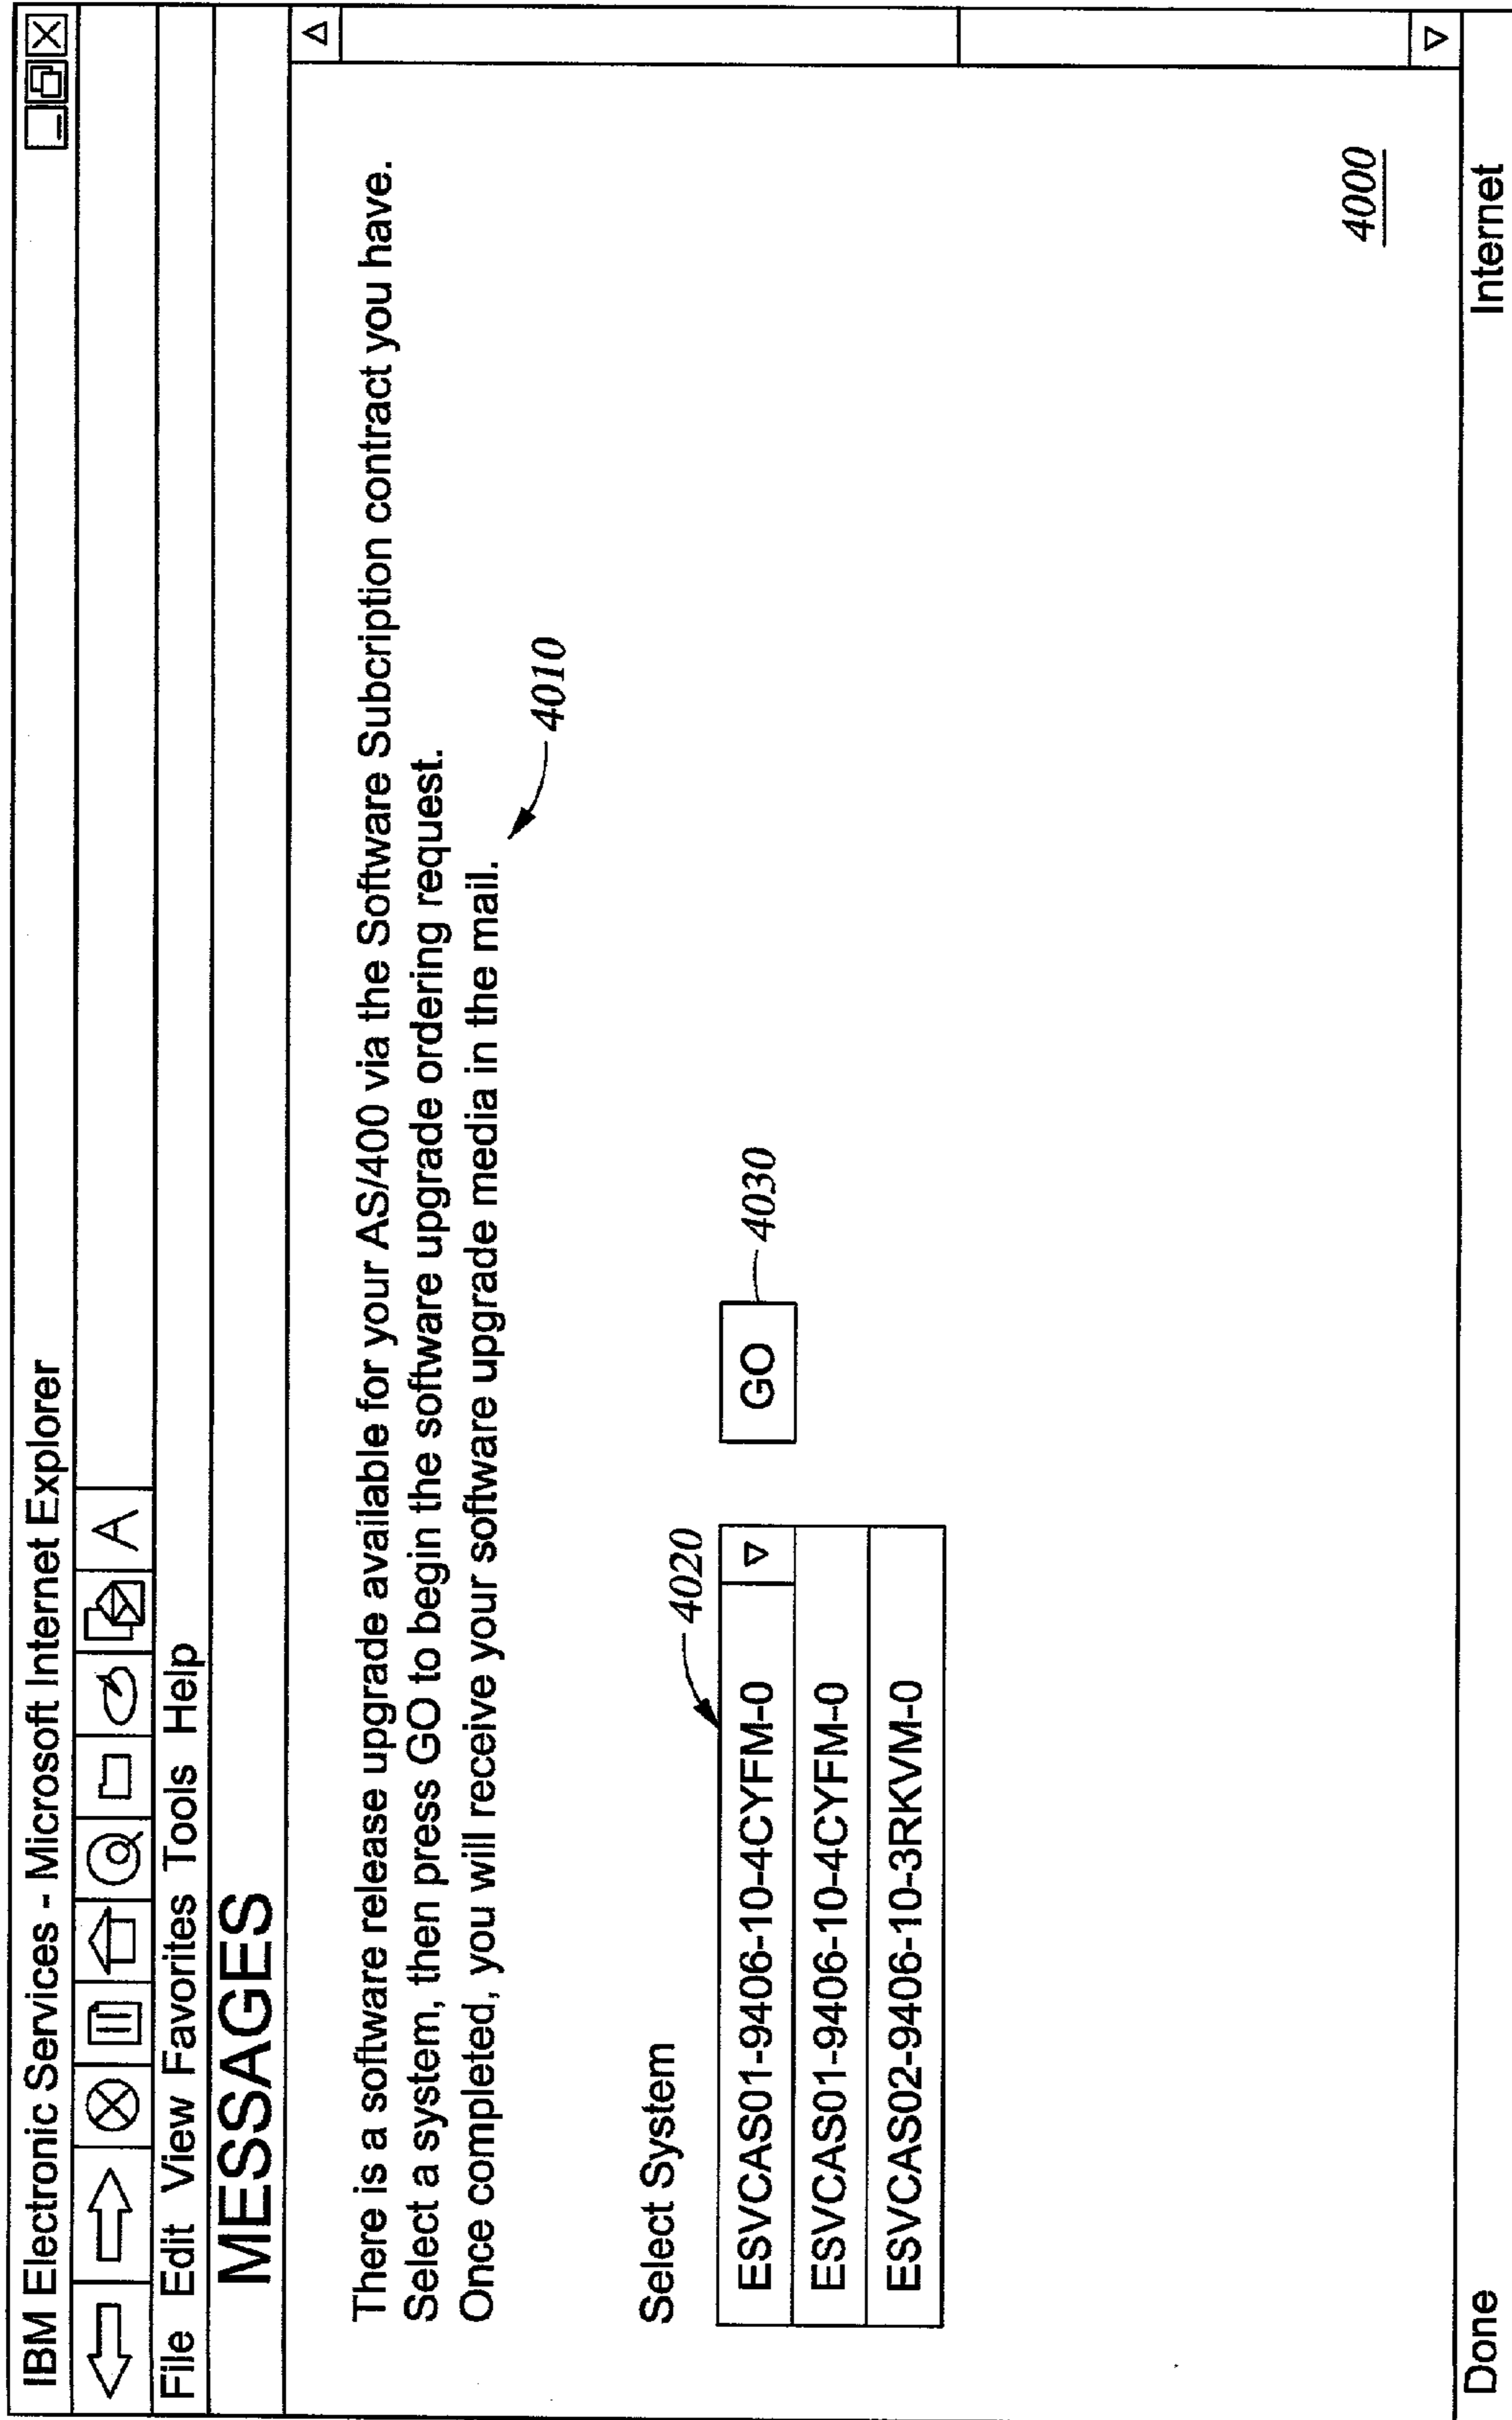 IBM Electronic Services - Microsoft Internet Explorer
A
File Edit View Favorites Tools Help
MESSAGES
There is a software release upgrade available for your AS/400 via the Software Subcription contract you have.
Select a system, then press GO to begin the software upgrade ordering request.
Once completed, you will receive your software upgrade media in the mail.
4010
Select System
4020
ESVCAS01-9406-10-4CYFM-0
GO
4030
ESVCAS01-9406-10-4CYFM-0
ESVCAS02-9406-10-3RKVM-0
4000
Done Internet